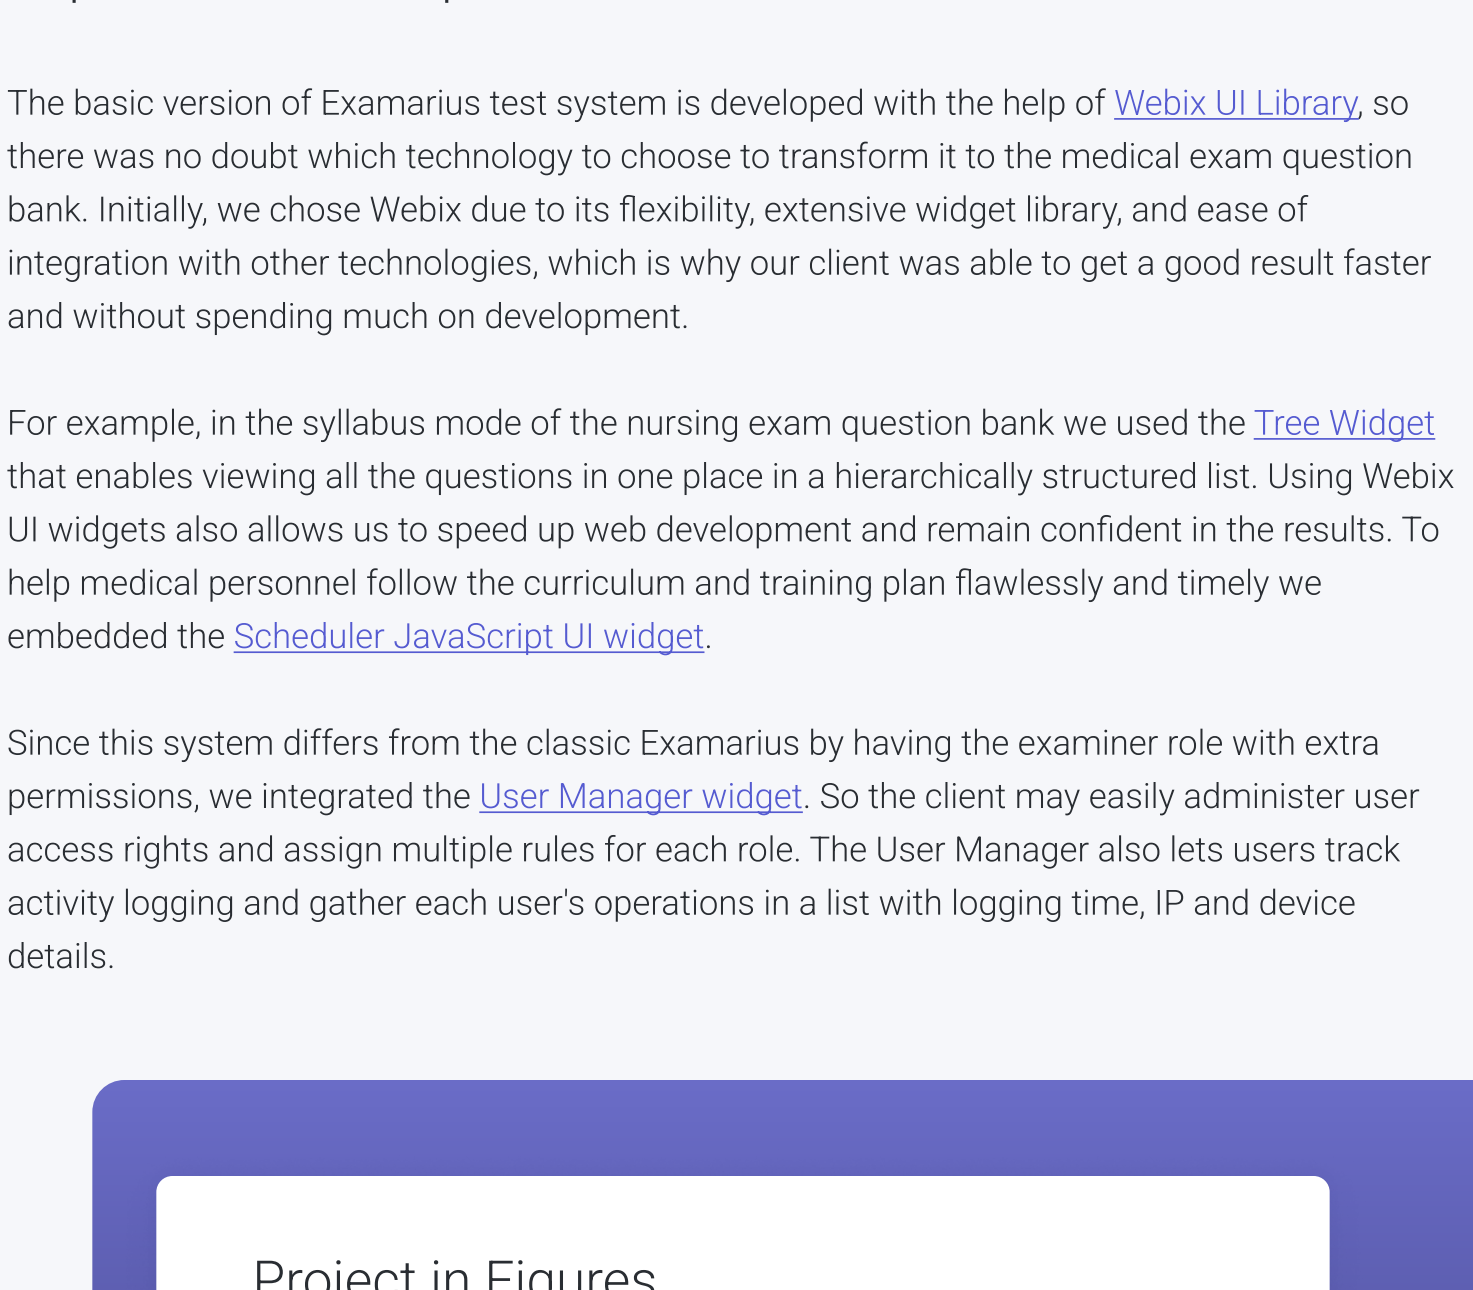 The basic version of Examarius test system is developed with the help of Webix UI Library, so
there was no doubt which technology to choose to transform it to the medical exam question
bank. Initially, we chose Webix due to its flexibility, extensive widget library, and ease of
integration with other technologies, which is why our client was able to get a good result faster
and without spending much on development.
For example, in the syllabus mode of the nursing exam question bank we used the Tree Widget
that enables viewing all the questions in one place in a hierarchically structured list. Using Webix
UI widgets also allows us to speed up web development and remain confident in the results. To
help medical personnel follow the curriculum and training plan flawlessly and timely we
embedded the Scheduler JavaScript UI widget.
Since this system differs from the classic Examarius by having the examiner role with extra
permissions, we integrated the User Manager widget. So the client may easily administer user
access rights and assign multiple rules for each role. The User Manager also lets users track
activity logging and gather each user's operations in a list with logging time, IP and device
details.
Project in Figures